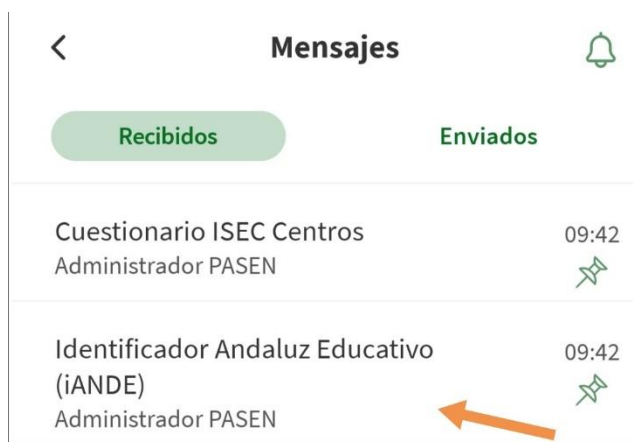 Mensajes
Recibidos Enviados
Cuestionario ISEC Centros 09:42
Administrador PASEN
Identificador Andaluz Educativo 09:42
(iANDE)
Administrador PASEN